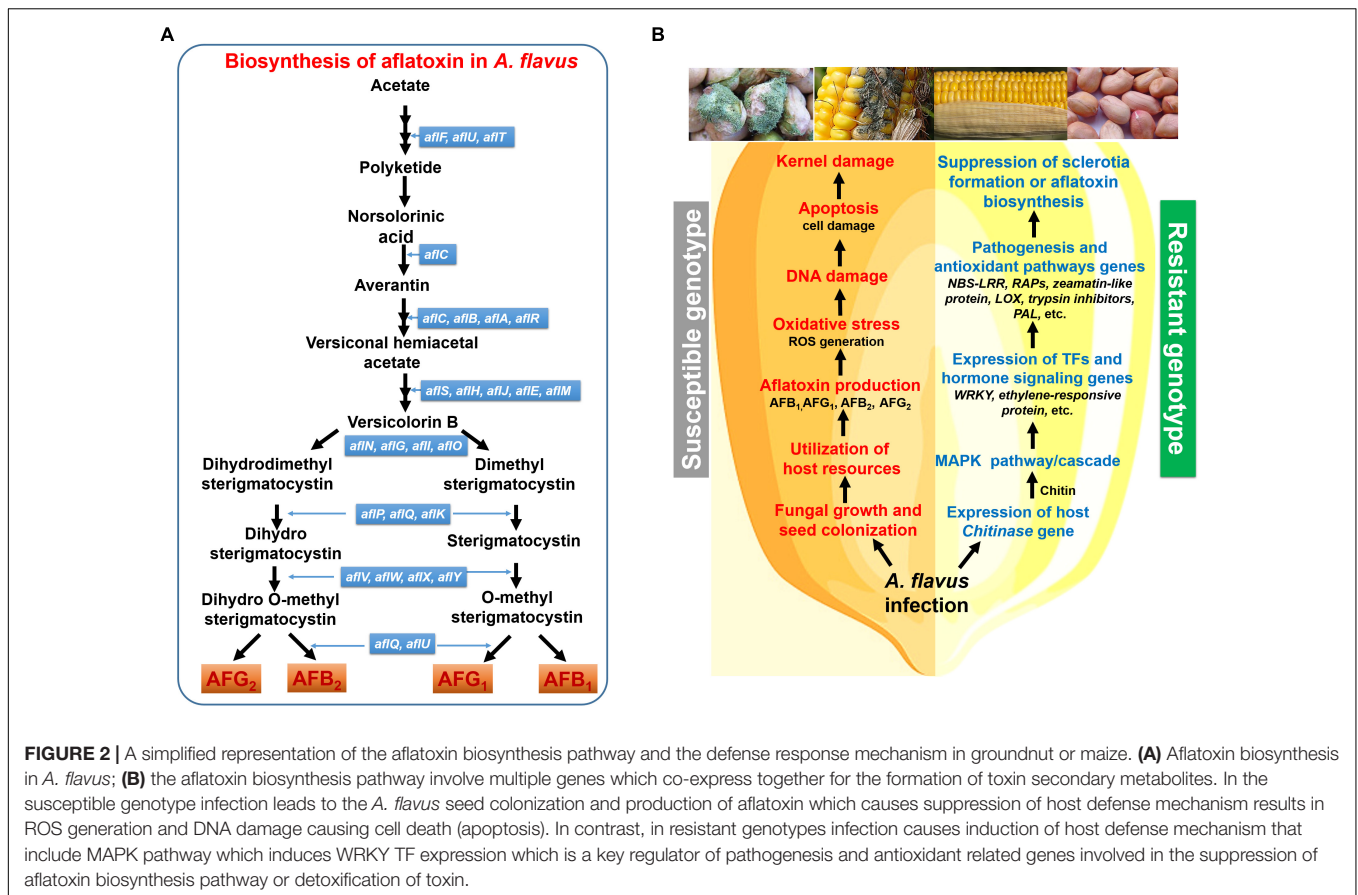 A
Biosynthesis of aflatoxin in A. flavus
Acetate
aflF, aflU, aflT
Polyketide
Norsolorinic
acid
aflC
Averantin
aflC, aflB, aflA, aflR
Versiconal hemiacetal
acetate
aflS, aflH, aflJ, aflE, aflM
Versicolorin B
aflN, aflG, aflI, aflO
Dihydrodimethyl
sterigmatocystin
Dimethyl
sterigmatocystin
aflP, aflQ, aflK
Dihydro
sterigmatocystin
Sterigmatocystin
aflV, aflW, aflX, aflY
Dihydro O-methyl
sterigmatocystin
O-methyl
sterigmatocystin
aflQ, aflU
AFG₂
AFB₂
AFG₁
AFB₁
B
Susceptible genotype
Kernel damage
Apoptosis
cell damage
DNA damage
Oxidative stress
ROS generation
Aflatoxin production
AFB₁,AFG₁, AFB₂, AFG₂
Utilization of
host resources
Fungal growth and
seed colonization
Suppression of sclerotia
formation or aflatoxin
biosynthesis
Pathogenesis and
antioxidant pathways genes
NBS-LRR, RAPs, zeamatin-like
protein, LOX, trypsin inhibitors,
PAL, etc.
Expression of TFs and
hormone signaling genes
WRKY, ethylene-responsive
protein, etc.
MAPK pathway/cascade
Chitin
Expression of host
Chitinase gene
A. flavus
infection
Resistant genotype
FIGURE 2 | A simplified representation of the aflatoxin biosynthesis pathway and the defense response mechanism in groundnut or maize. (A) Aflatoxin biosynthesis
in A. flavus; (B) the aflatoxin biosynthesis pathway involve multiple genes which co-express together for the formation of toxin secondary metabolites. In the
susceptible genotype infection leads to the A. flavus seed colonization and production of aflatoxin which causes suppression of host defense mechanism results in
ROS generation and DNA damage causing cell death (apoptosis). In contrast, in resistant genotypes infection causes induction of host defense mechanism that
include MAPK pathway which induces WRKY TF expression which is a key regulator of pathogenesis and antioxidant related genes involved in the suppression of
aflatoxin biosynthesis pathway or detoxification of toxin.